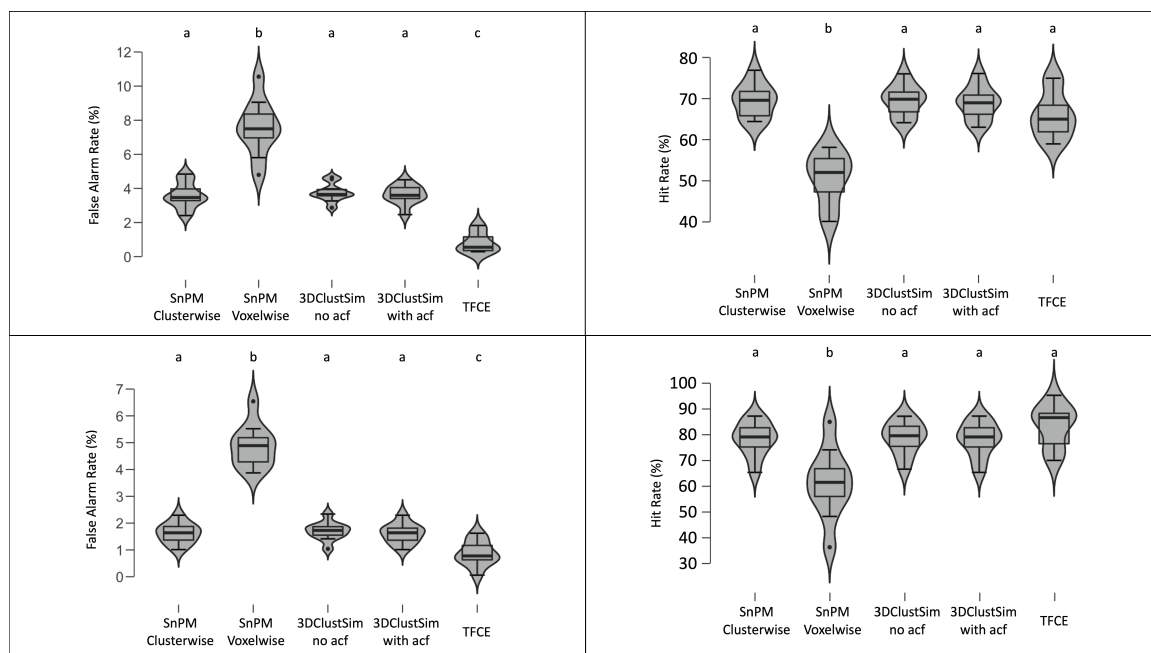 a b a a c
12
10
8
6
4
2
0
False Alarm Rate (%)
SnPM Clusterwise
SnPM Voxelwise
3DClustSim no acf
3DClustSim with acf
TFCE
a b a a a
80
70
60
50
40
Hit Rate (%)
SnPM Clusterwise
SnPM Voxelwise
3DClustSim no acf
3DClustSim with acf
TFCE
a b a a c
7
6
5
4
3
2
1
0
False Alarm Rate (%)
SnPM Clusterwise
SnPM Voxelwise
3DClustSim no acf
3DClustSim with acf
TFCE
a b a a a
100
90
80
70
60
50
40
30
Hit Rate (%)
SnPM Clusterwise
SnPM Voxelwise
3DClustSim no acf
3DClustSim with acf
TFCE